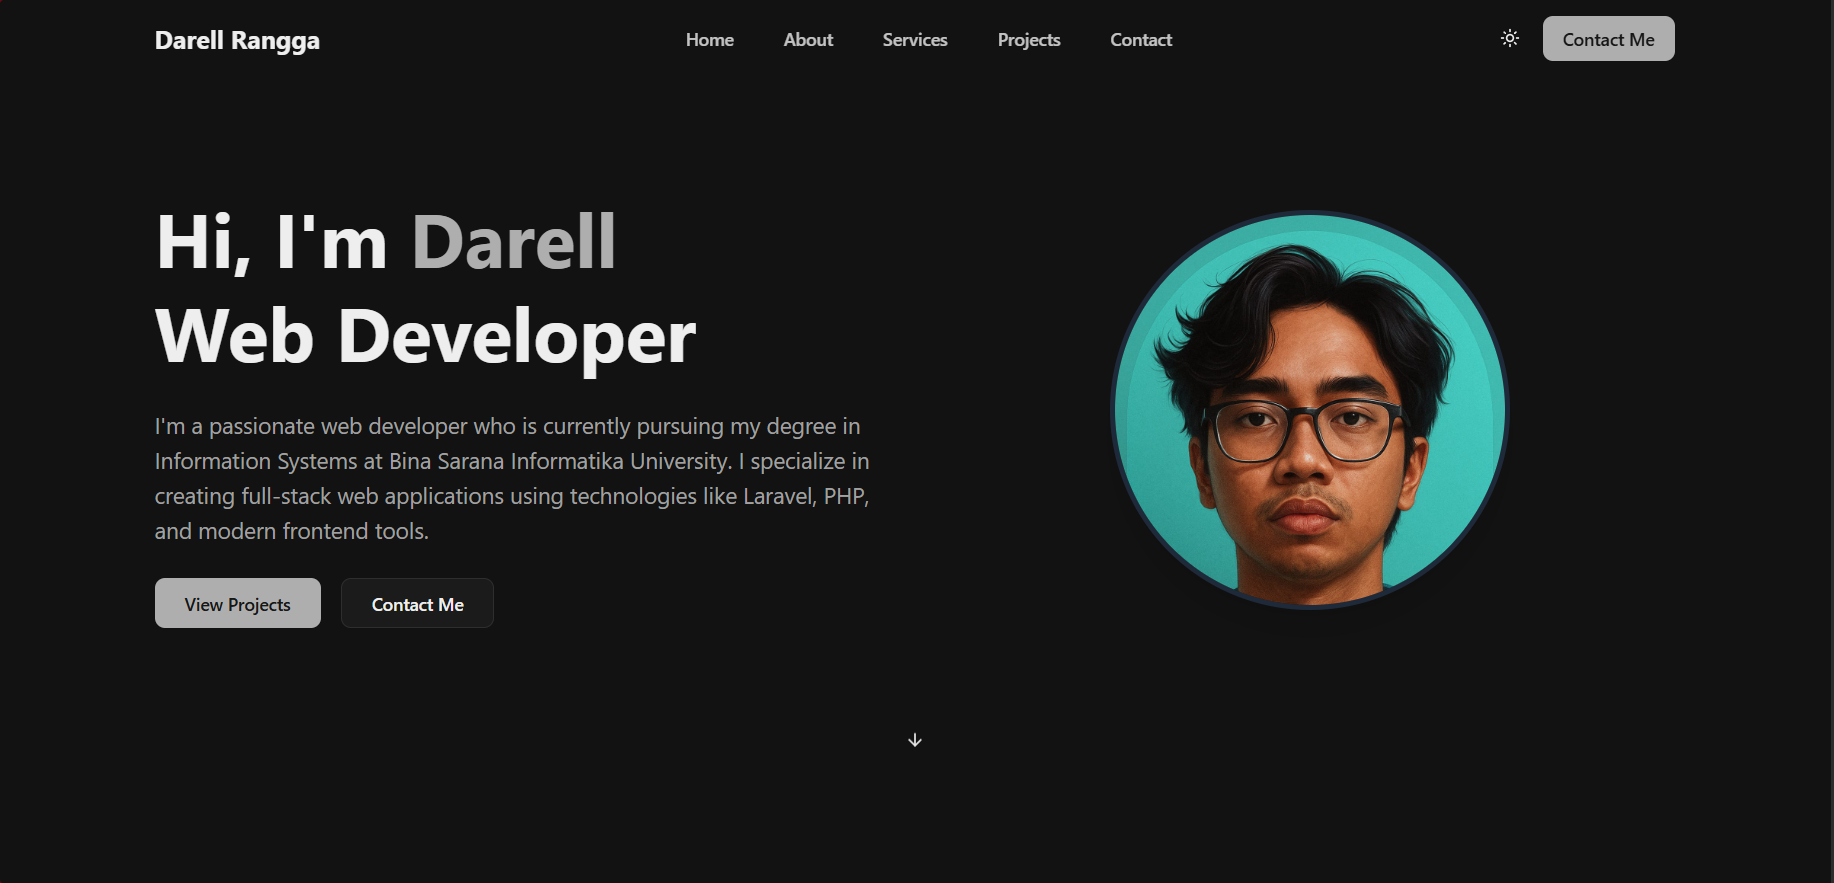 Darell Rangga
Home
About
Services
Projects
Contact
Contact Me
Hi, I'm Darell
Web Developer
I'm a passionate web developer who is currently pursuing my degree in
Information Systems at Bina Sarana Informatika University. I specialize in
creating full-stack web applications using technologies like Laravel, PHP,
and modern frontend tools.
View Projects
Contact Me